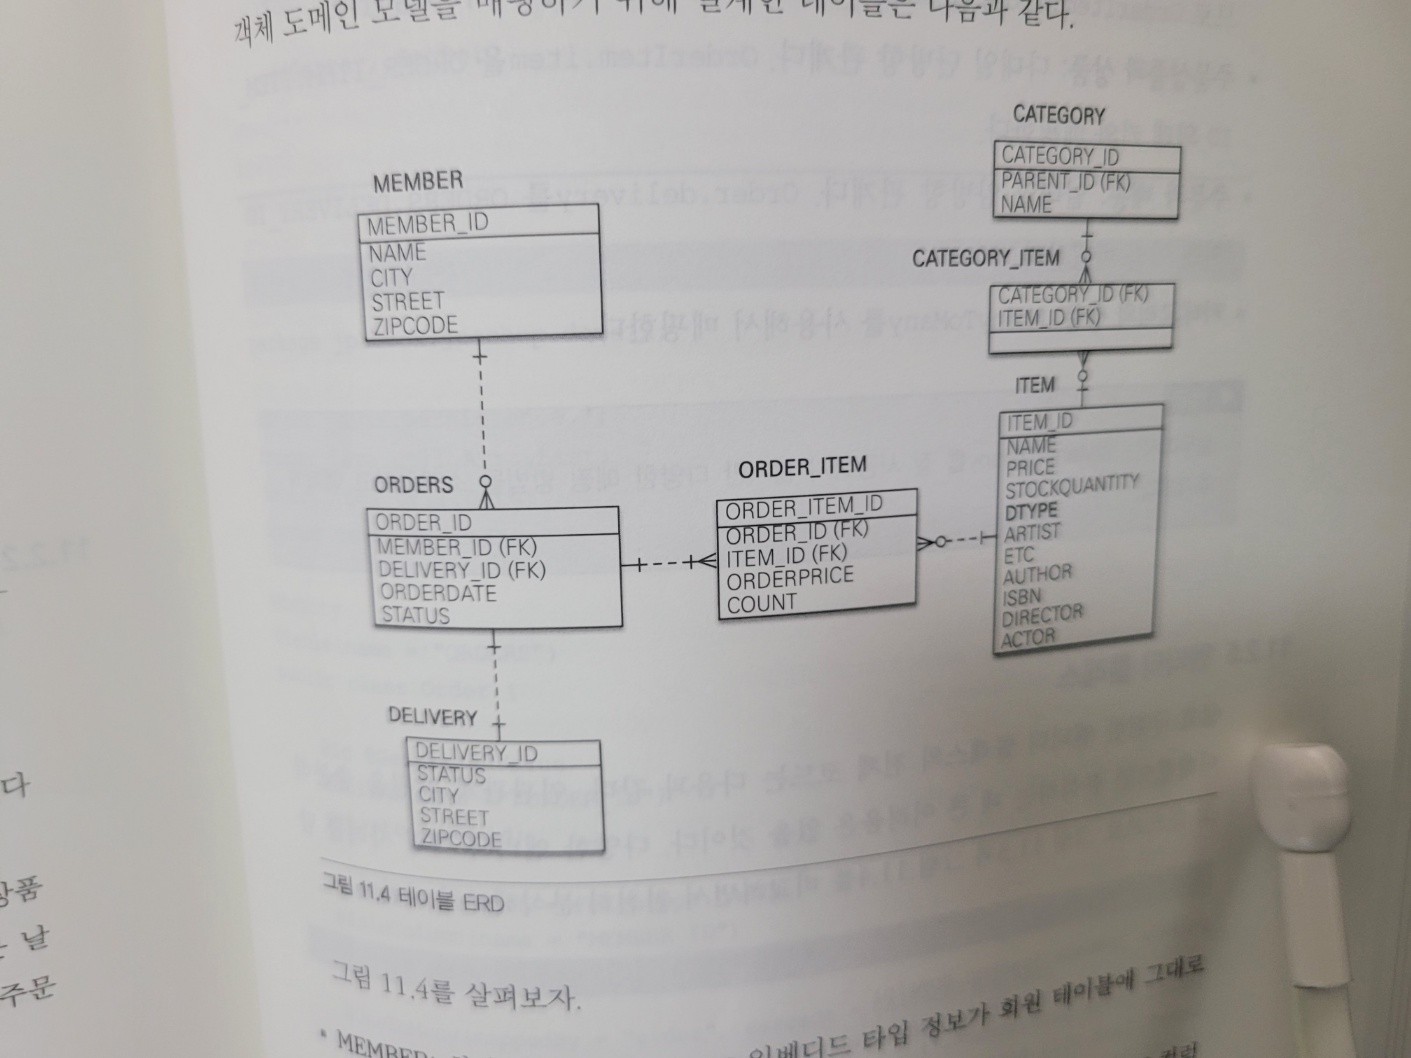 객체 도메인 모델을 매핑하기 위해 설계한 테이블은 다음과 같다.
CATEGORY
CATEGORY_ID
PARENT_ID (FK)
NAME
MEMBER
MEMBER_ID
NAME
CITY
STREET
ZIPCODE
CATEGORY_ITEM
CATEGORY_ID (FK)
ITEM_ID (FK)
ITEM
ITEM_ID
NAME
PRICE
STOCKQUANTITY
DTYPE
ARTIST
ETC
AUTHOR
ISBN
DIRECTOR
ACTOR
ORDERS
ORDER_ID
MEMBER_ID (FK)
DELIVERY_ID (FK)
ORDERDATE
STATUS
ORDER_ITEM
ORDER_ITEM_ID
ORDER_ID (FK)
ITEM_ID (FK)
ORDERPRICE
COUNT
DELIVERY
DELIVERY_ID
STATUS
CITY
STREET
ZIPCODE
그림 11.4 테이블 ERD
그림 11.4를 살펴보자.
• MEMBER: 임베디드 타입 정보가 회원 테이블에 그대로
다
상품
날
주문